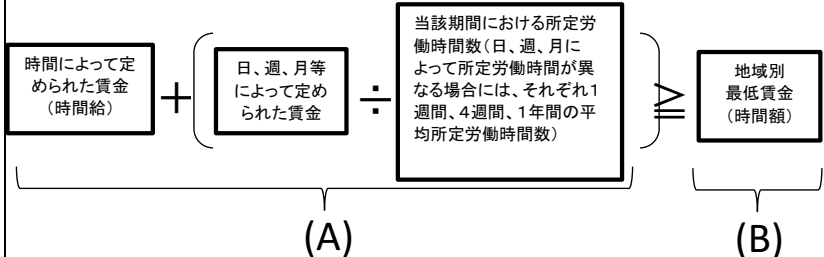 時間によって定
められた賃金
(時間給)
＋
日、週、月等
によって定め
られた賃金
÷
当該期間における所定労
働時間数(日、週、月に
よって所定労働時間が異
なる場合には、それぞれ1
週間、4週間、1年間の平
均所定労働時間数)
≧
地域別
最低賃金
(時間額)
(A)
(B)